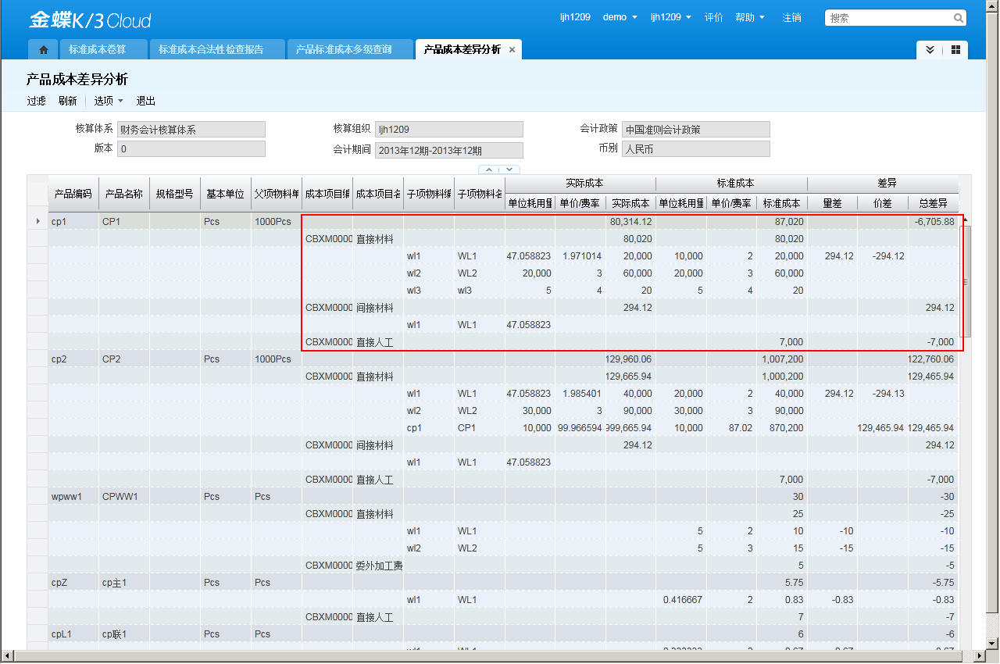 金蝶K/3 Cloud
ljh1209 demo ljh1209 评价 帮助 注销 搜索
标准成本卷算 标准成本合法性检查报告 产品标准成本多级查询 产品成本差异分析 ×
产品成本差异分析
过滤 刷新 选项 退出
核算体系 财务会计核算体系 核算组织 ljh1209 会计政策 中国准则会计政策
版本 0 会计期间 2013年12期-2013年12期 币别 人民币
实际成本 标准成本 差异
产品编码 产品名称 规格型号 基本单位 父项物料单 成本项目编 成本项目名 子项物料编 子项物料名
单位耗用量 单价/费率 实际成本 单位耗用量 单价/费率 标准成本 量差 价差 总差异
cp1 CP1 Pcs 1000Pcs 80,314.12 87,020 -6,705.88
CBXM0000 直接材料 80,020 80,020
wl1 WL1 47.058823 1.971014 20,000 10,000 2 20,000 294.12 -294.12
wl2 WL2 20,000 3 60,000 20,000 3 60,000
wl3 wl3 5 4 20 5 4 20
CBXM0000 间接材料 294.12 294.12
wl1 WL1 47.058823
CBXM0000 直接人工 7,000 -7,000
cp2 CP2 Pcs 1000Pcs 129,960.06 1,007,200 122,760.06
CBXM0000 直接材料 129,665.94 1,000,200 129,465.94
wl1 WL1 47.058823 1.985401 40,000 20,000 2 40,000 294.12 -294.13
wl2 WL2 30,000 3 90,000 30,000 3 90,000
cp1 CP1 10,000 99.966594 999,665.94 10,000 87.02 870,200 129,465.94 129,465.94
CBXM0000 间接材料 294.12 294.12
wl1 WL1 47.058823
CBXM0000 直接人工 7,000 -7,000
wpww1 CPWW1 Pcs Pcs 30 -30
CBXM0000 直接材料 25 -25
wl1 WL1 5 2 10 -10 -10
wl2 WL2 5 3 15 -15 -15
CBXM0000 委外加工费 5 -5
cpZ cp主1 Pcs Pcs 5.75 -5.75
wl1 WL1 0.416667 2 0.83 -0.83 -0.83
CBXM0000 直接人工 7 -7
cpL1 cp联1 Pcs Pcs 6 -6